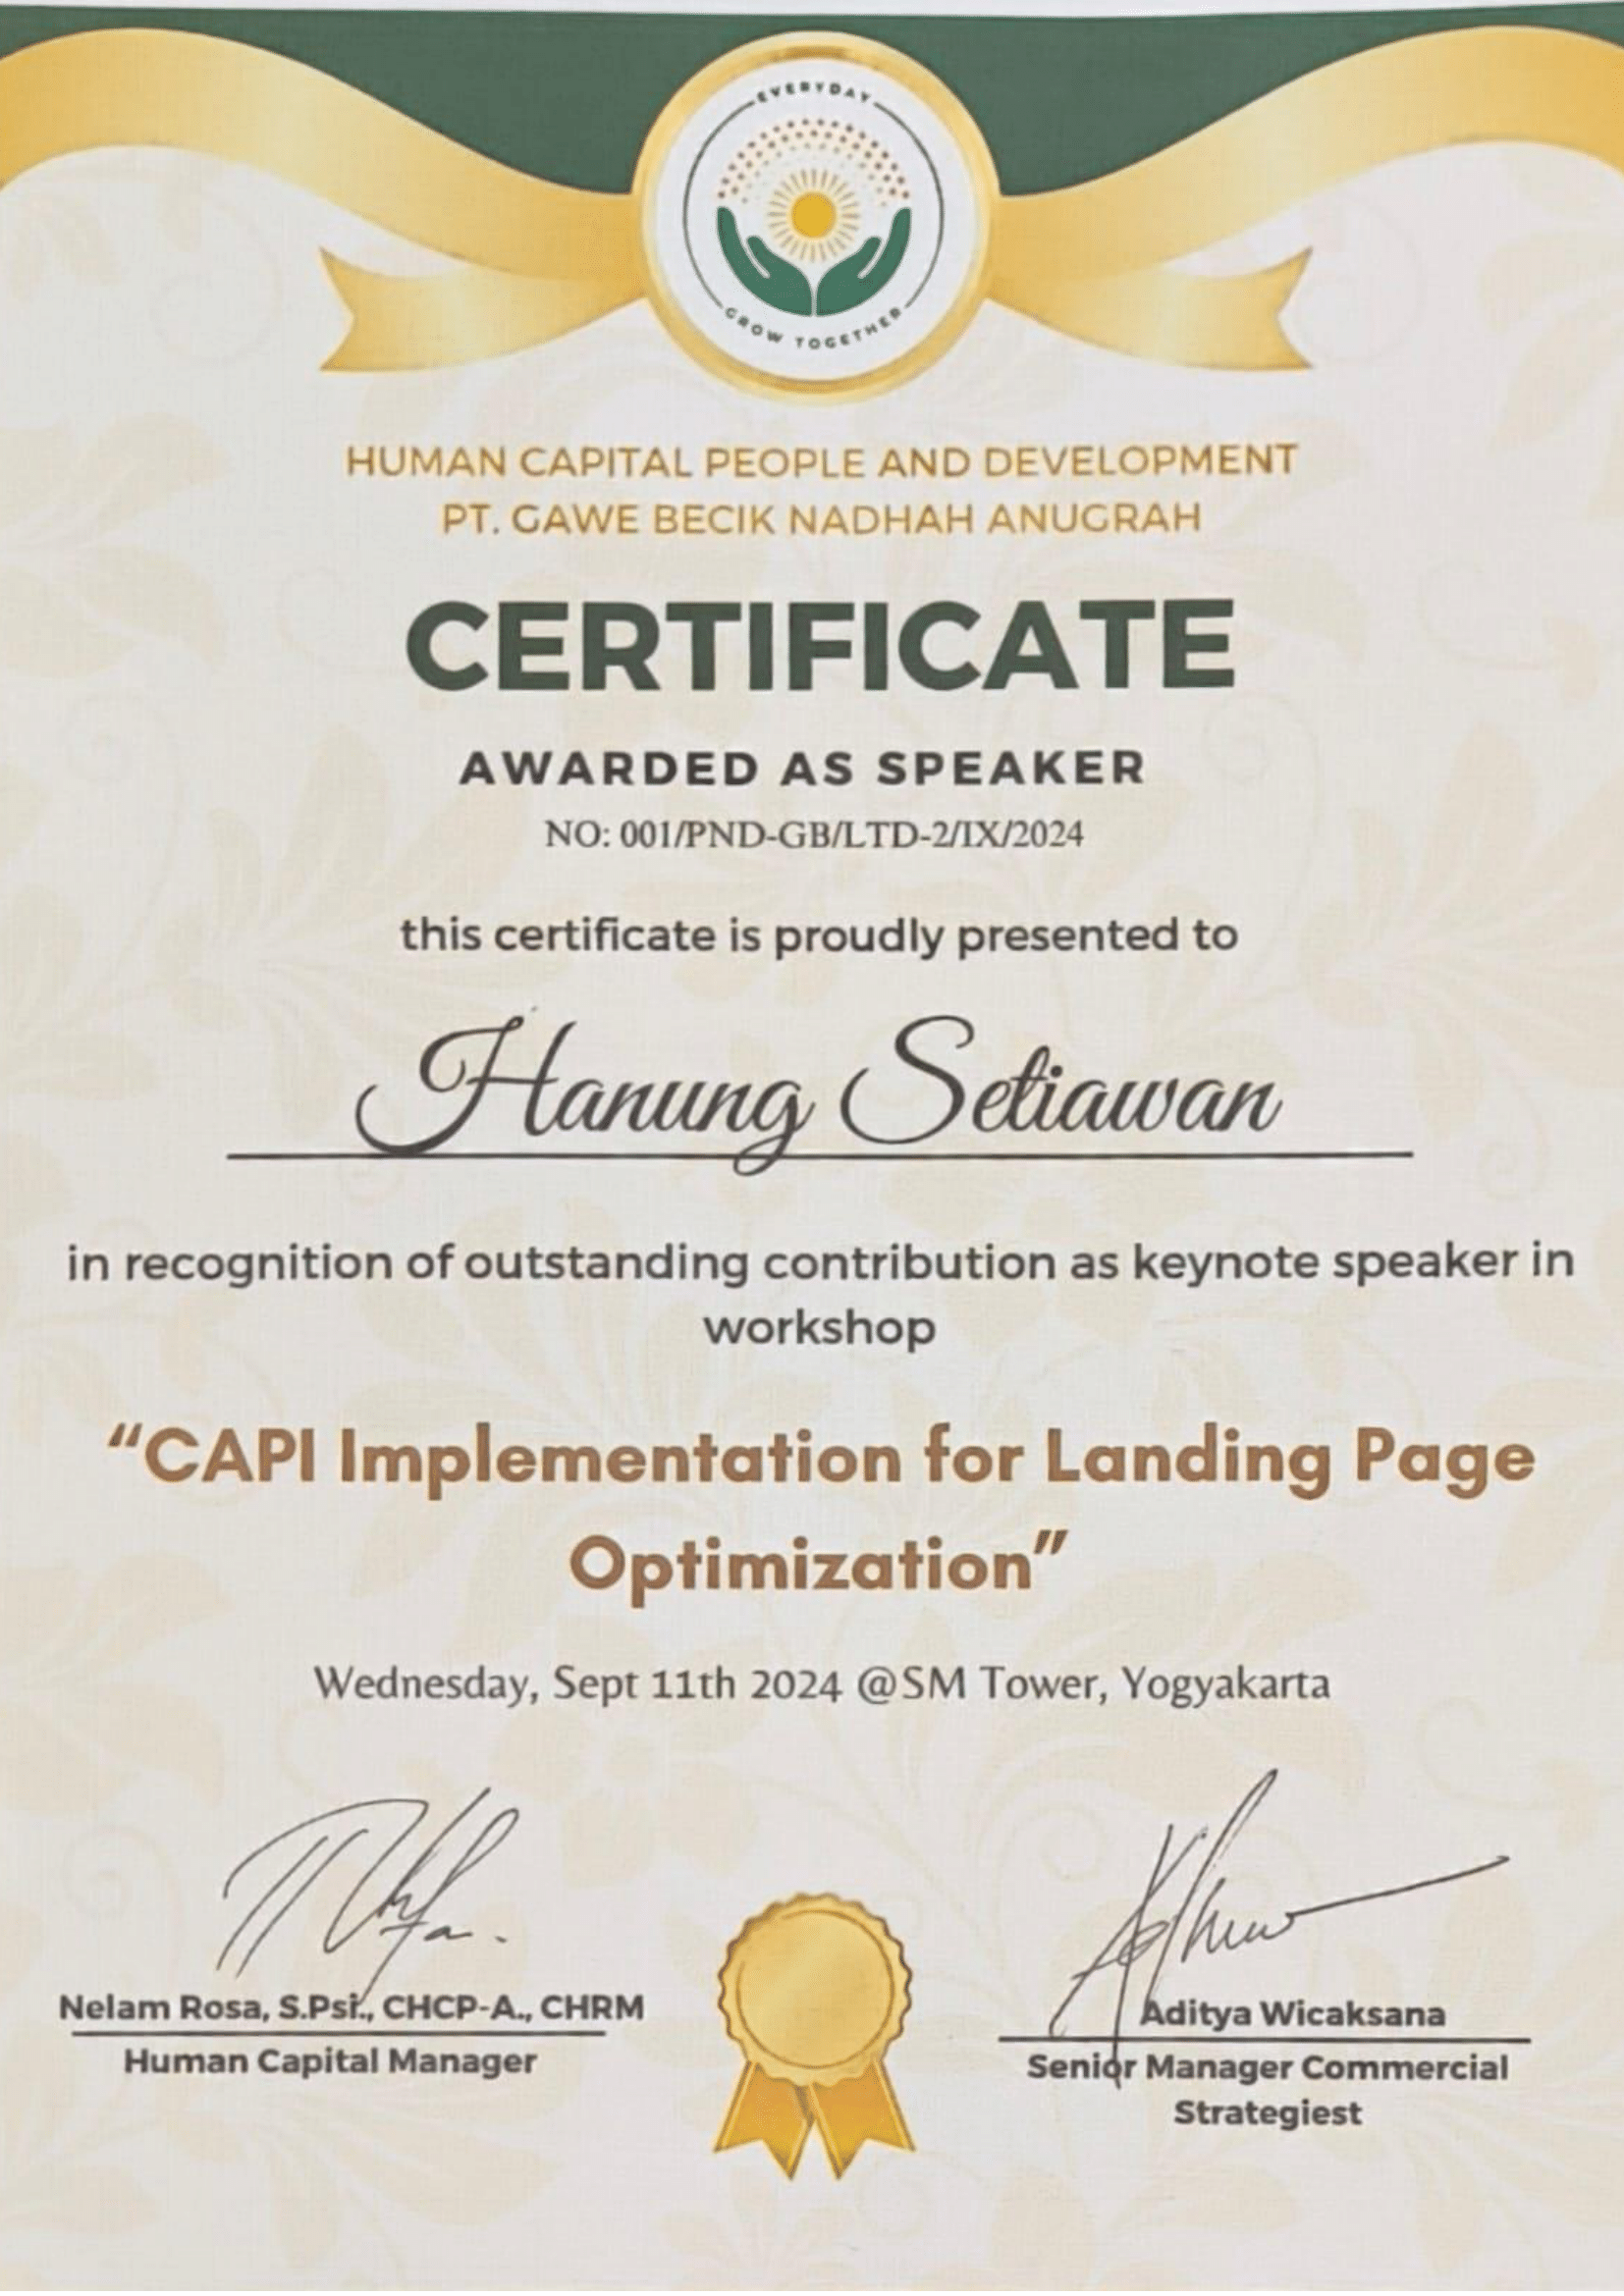 EVERYDAY
GROW TOGETHER
HUMAN CAPITAL PEOPLE AND DEVELOPMENT
PT. GAWE BECIK NADHAH ANUGRAH
CERTIFICATE
AWARDED AS SPEAKER
NO: 001/PND-GB/LTD-2/IX/2024
this certificate is proudly presented to
Hanung Setiawan
in recognition of outstanding contribution as keynote speaker in
workshop
“CAPI Implementation for Landing Page
Optimization”
Wednesday, Sept 11th 2024 @SM Tower, Yogyakarta
Nelam Rosa, S.Psi., CHCP-A., CHRM
Human Capital Manager
Aditya Wicaksana
Senior Manager Commercial
Strategiest